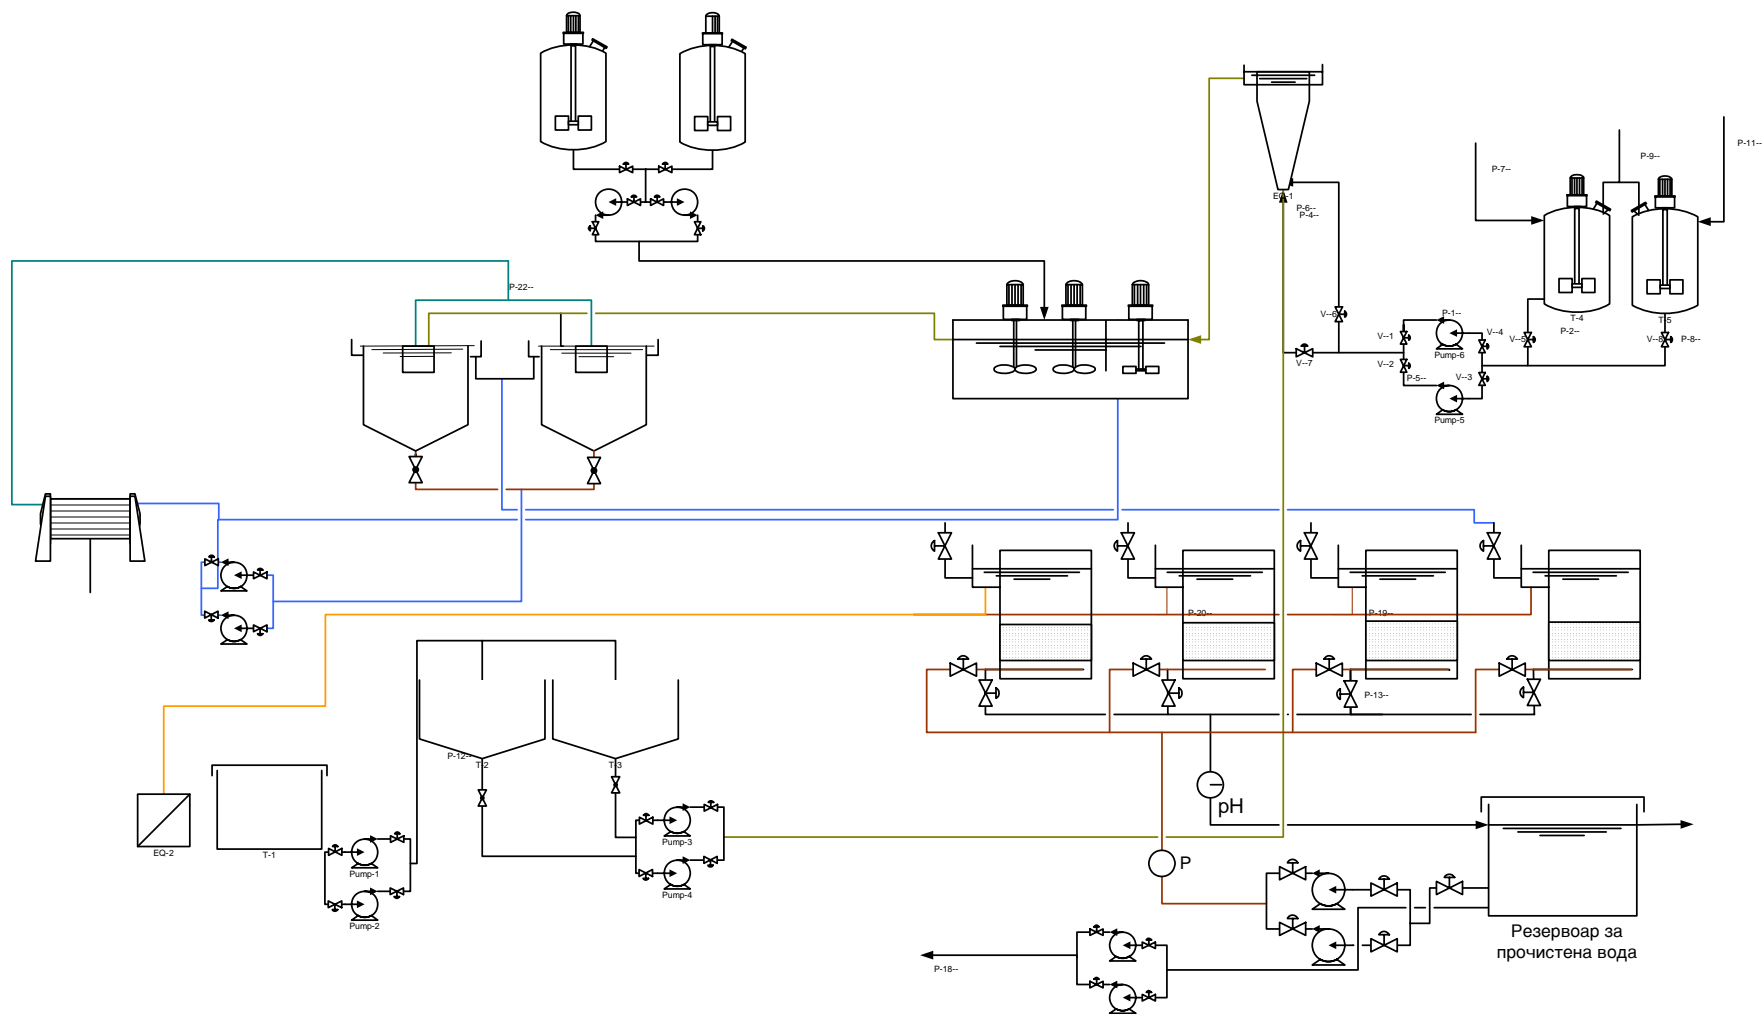 P-11--
P-9--
P-7--
EQ-1
P-6--
P-4--
P-22--
V--6
P-1--
T-4
T-5
V--1
V--4
P-2--
V--5
V--8
P-8--
Pump-6
V--7
V--2
P-5--
V--3
Pump-5
P-20--
P-19--
P-13--
P-12--
T-2
T-3
pH
EQ-2
T-1
Pump-1
Pump-3
P
Pump-4
Pump-2
Резервоар за
прочистена вода
P-18--